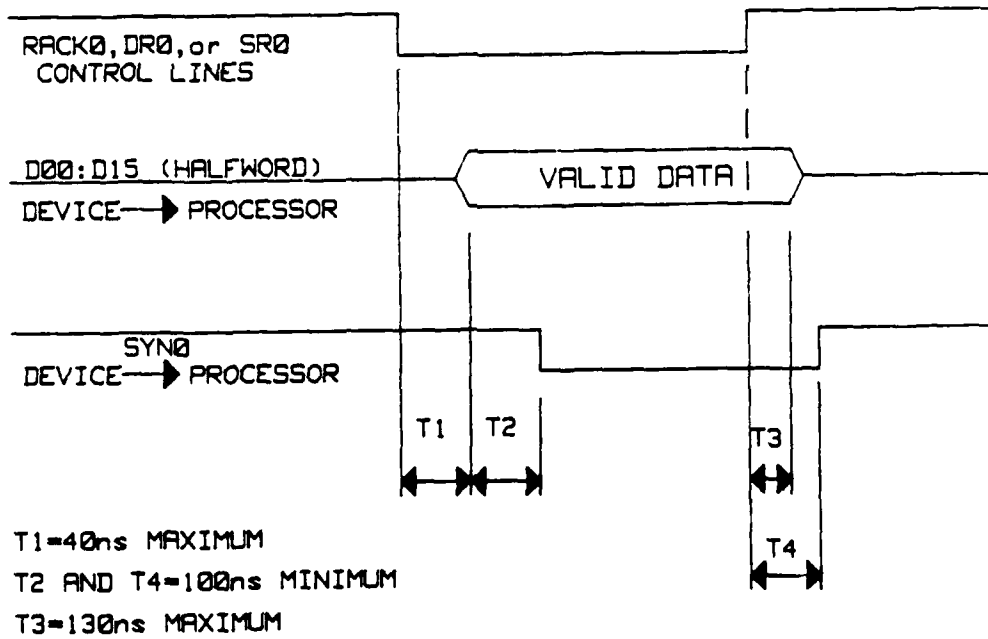 RACK0, DR0, or SR0
CONTROL LINES
D00:D15 (HALFWORD)
VALID DATA
DEVICE PROCESSOR
SYN0
DEVICE PROCESSOR
T1 T2 T3
T4
T1=40ns MAXIMUM
T2 AND T4=100ns MINIMUM
T3=130ns MAXIMUM